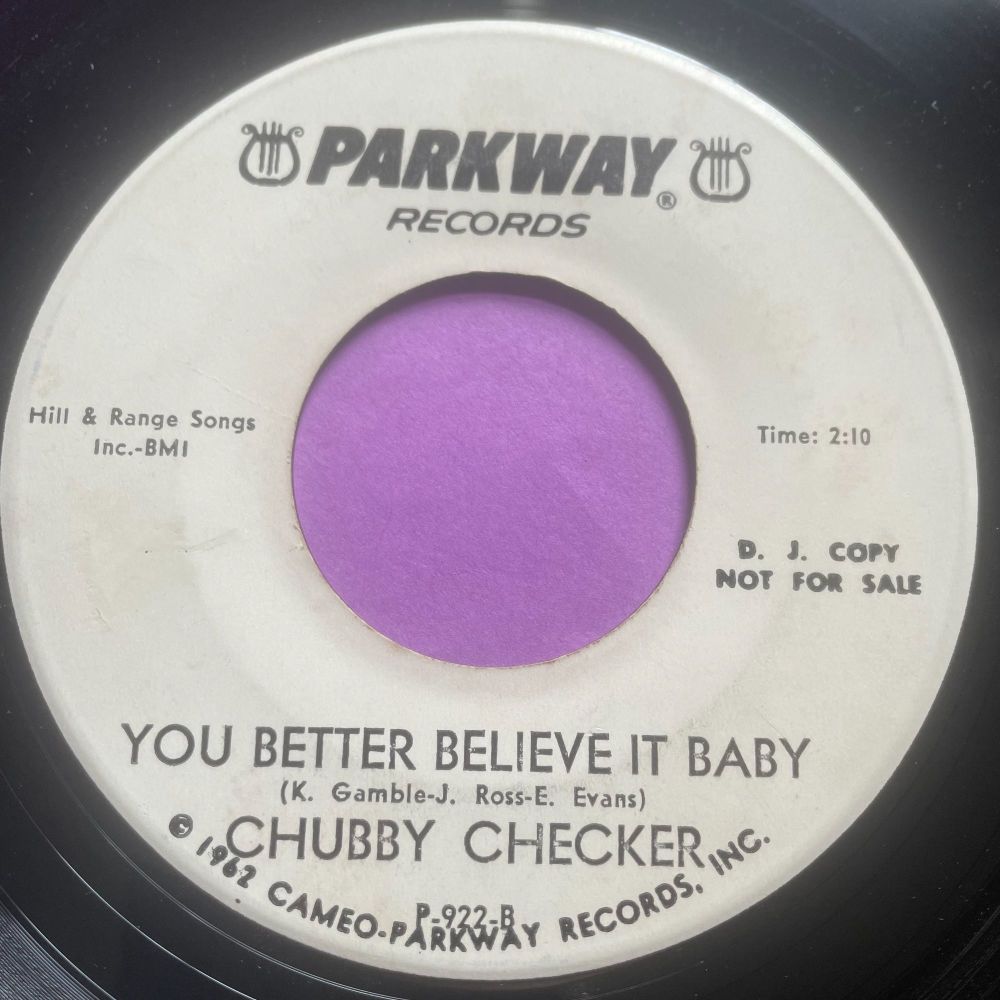 PARKWAY®
RECORDS
Hill & Range Songs
Inc.-BMI
Time: 2:10
D. J. COPY
NOT FOR SALE
YOU BETTER BELIEVE IT BABY
(K. Gamble-J. Ross-E. Evans)
CHUBBY CHECKER
P-922-B
© 1962 CAMEO-PARKWAY RECORDS, INC.